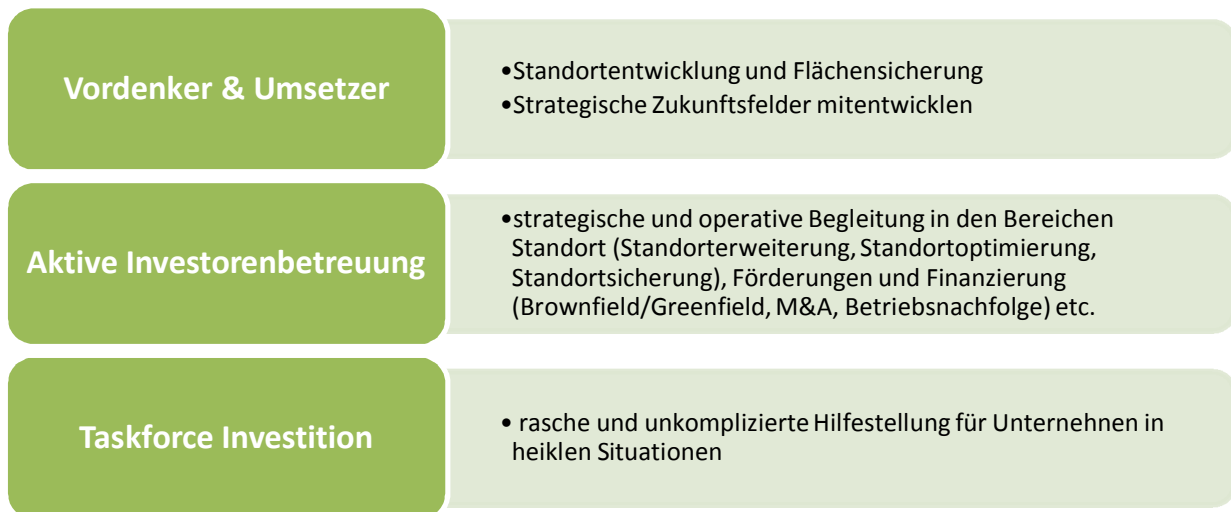 Vordenker & Umsetzer
•Standortentwicklung und Flächensicherung
•Strategische Zukunftsfelder mitentwicklen
Aktive Investorenbetreuung
•strategische und operative Begleitung in den Bereichen
Standort (Standorterweiterung, Standortoptimierung,
Standortsicherung), Förderungen und Finanzierung
(Brownfield/Greenfield, M&A, Betriebsnachfolge) etc.
Taskforce Investition
• rasche und unkomplizierte Hilfestellung für Unternehnen in
heiklen Situationen